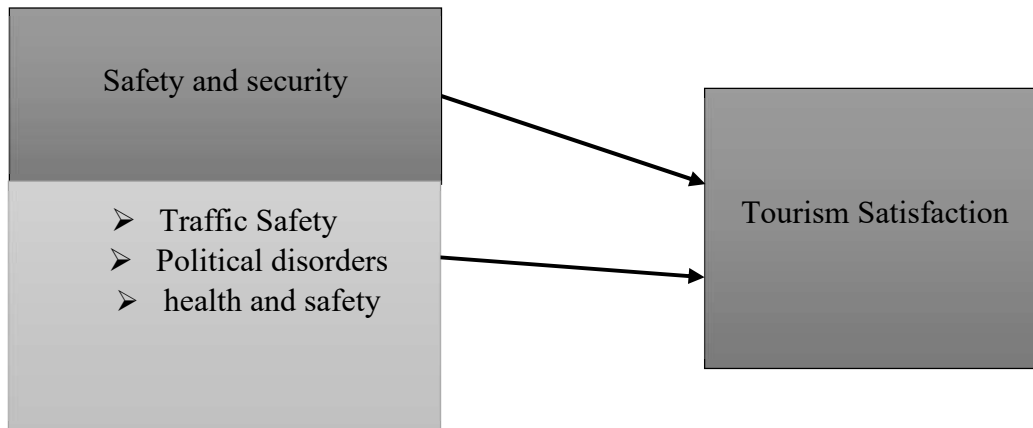 Safety and security
➢ Traffic Safety
➢ Political disorders
➢ health and safety
Tourism Satisfaction